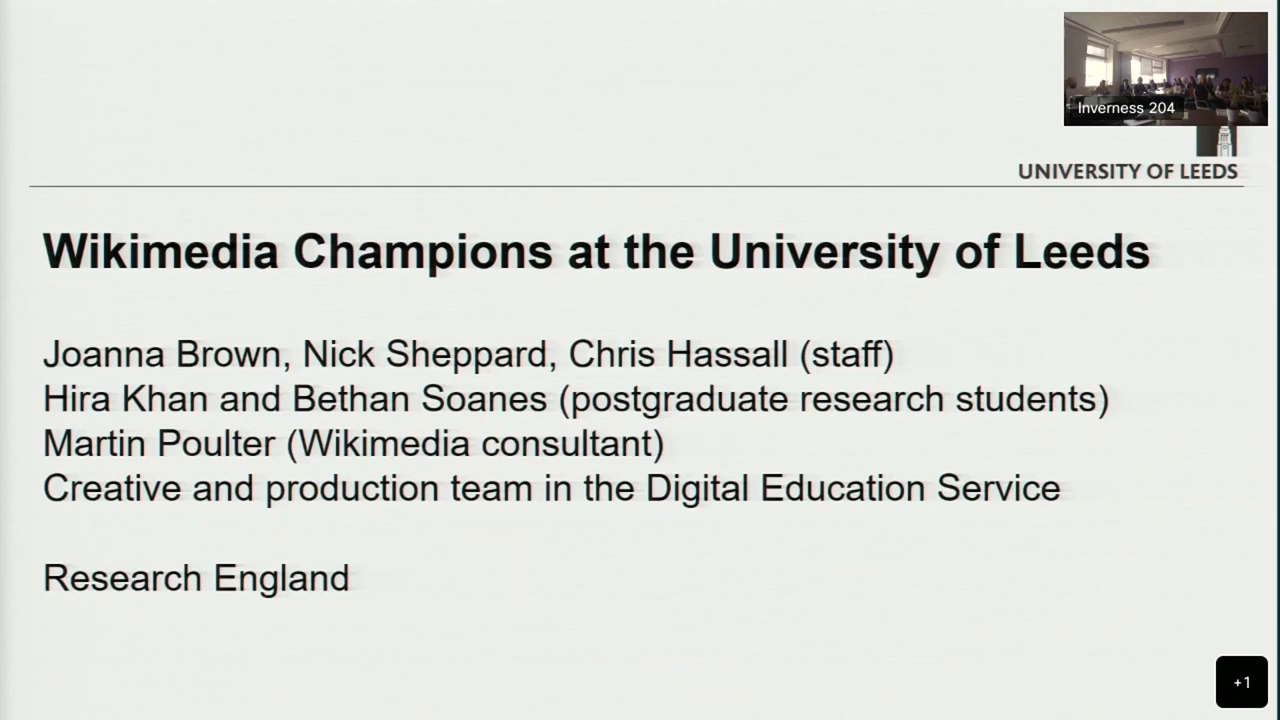 Inverness 204
UNIVERSITY OF LEEDS
Wikimedia Champions at the University of Leeds
Joanna Brown, Nick Sheppard, Chris Hassall (staff)
Hira Khan and Bethan Soanes (postgraduate research students)
Martin Poulter (Wikimedia consultant)
Creative and production team in the Digital Education Service
Research England
+1